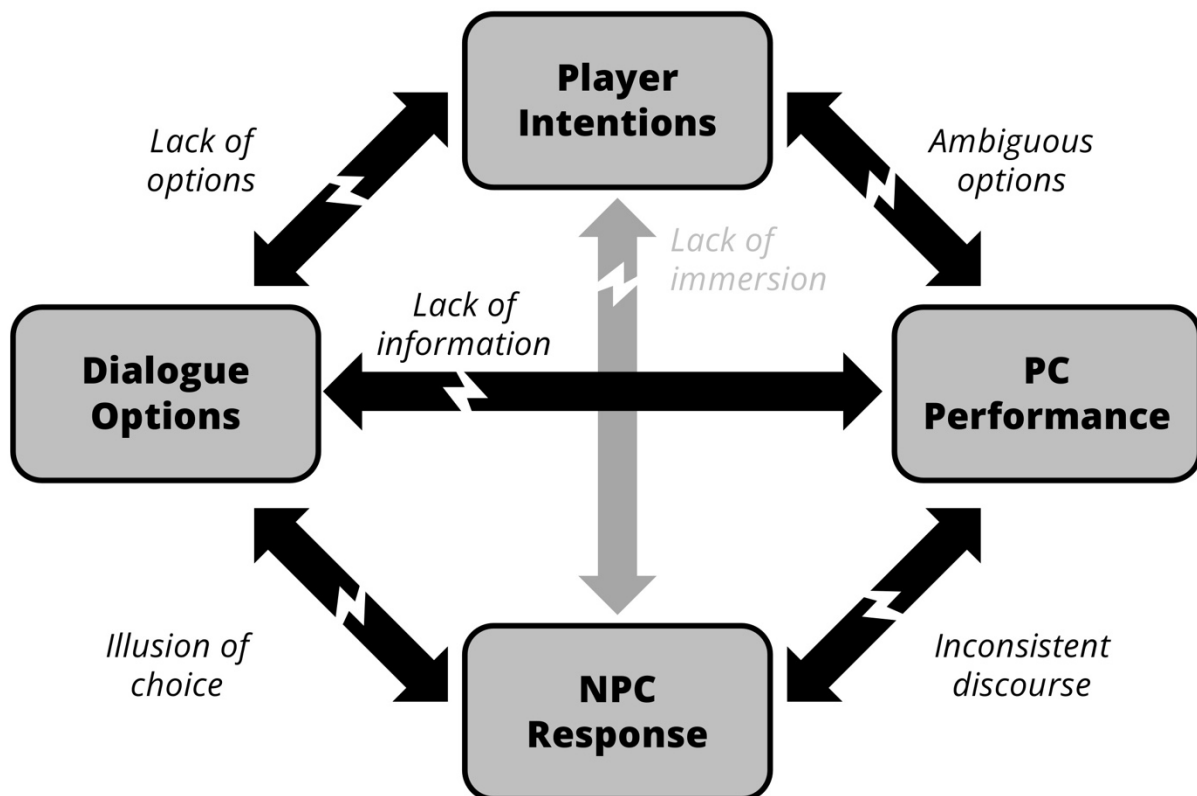 Player
Intentions
Lack of
options
Ambiguous
options
Lack of
immersion
Lack of
information
Dialogue
Options
PC
Performance
Illusion of
choice
Inconsistent
discourse
NPC
Response